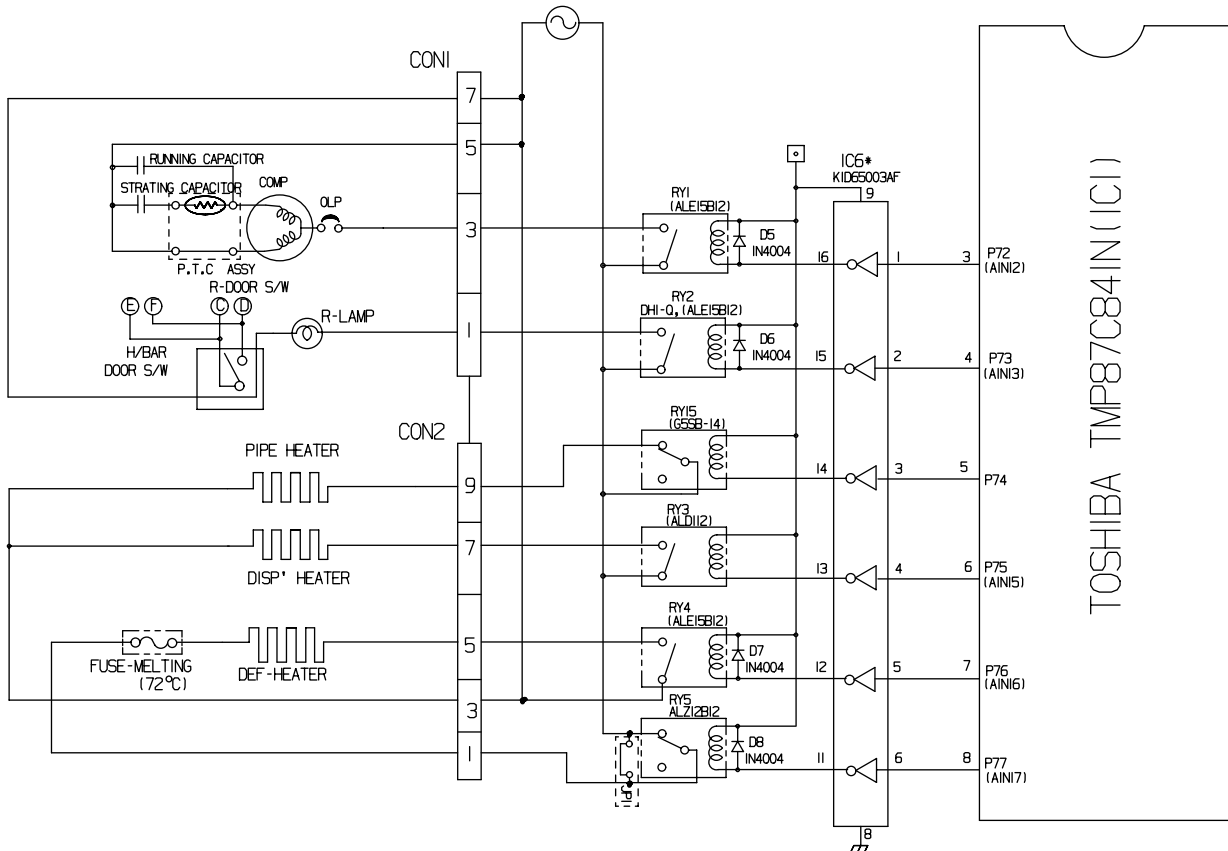 CON1
7
5
3
1
RUNNING CAPACITOR
STRATING CAPACITOR
COMP
OLP
P.T.C ASSY
R-DOOR S/W
E F C D
R-LAMP
H/BAR
DOOR S/W
CON2
9
7
5
3
1
PIPE HEATER
DISP' HEATER
FUSE-MELTING
(72°C)
DEF-HEATER
RY1
(ALE15B12)
D5
IN4004
RY2
DHI-Q,(ALE15B12)
D6
IN4004
RY15
(G5SB-14)
RY3
(ALD112)
RY4
(ALE15B12)
D7
IN4004
RY5
ALZ12B12
D8
IN4004
JP1
IC6*
KID65003AF
9
16 1 3 P72
(AIN12)
15 2 4 P73
(AIN13)
14 3 5 P74
13 4 6 P75
(AIN15)
12 5 7 P76
(AIN16)
11 6 8 P77
(AIN17)
8
TOSHIBA TMP87C841N(IC1)